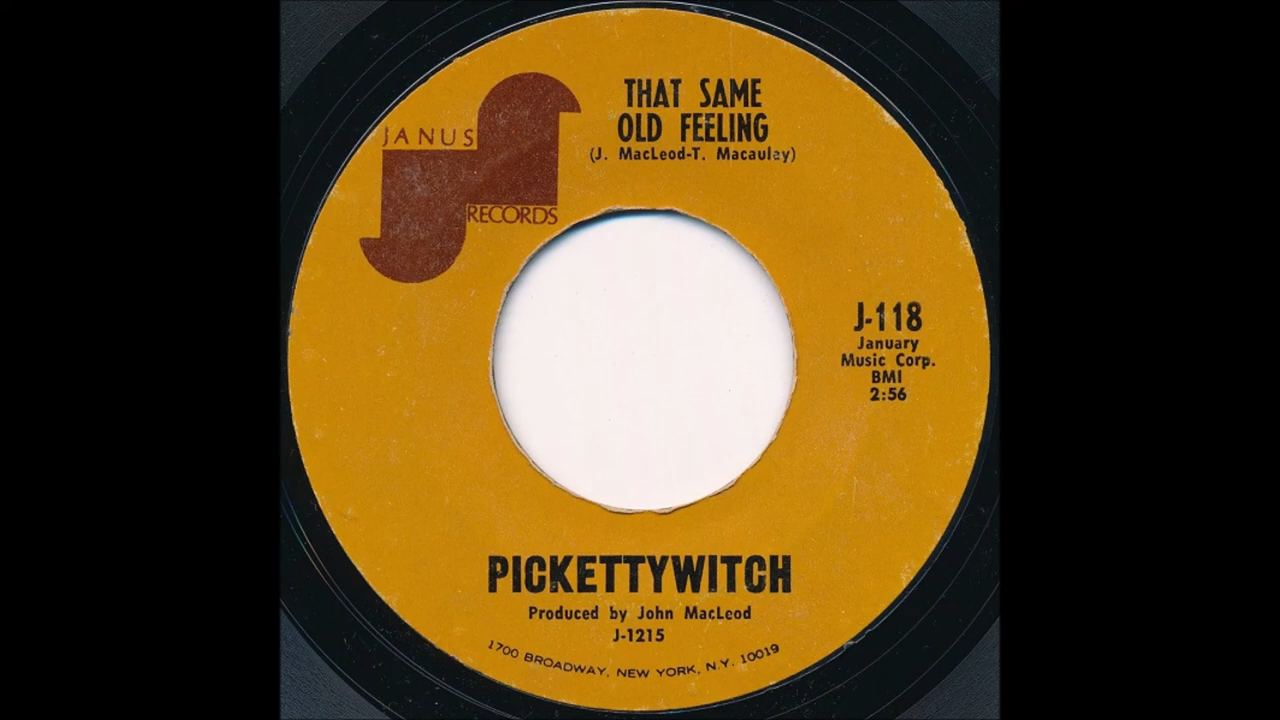 JANUS
RECORDS
THAT SAME
OLD FEELING
(J. MacLeod-T. Macaulay)
J-118
January
Music Corp.
BMI
2:56
PICKETTYWITCH
Produced by John MacLeod
J-1215
1700 BROADWAY, NEW YORK, N.Y. 10019